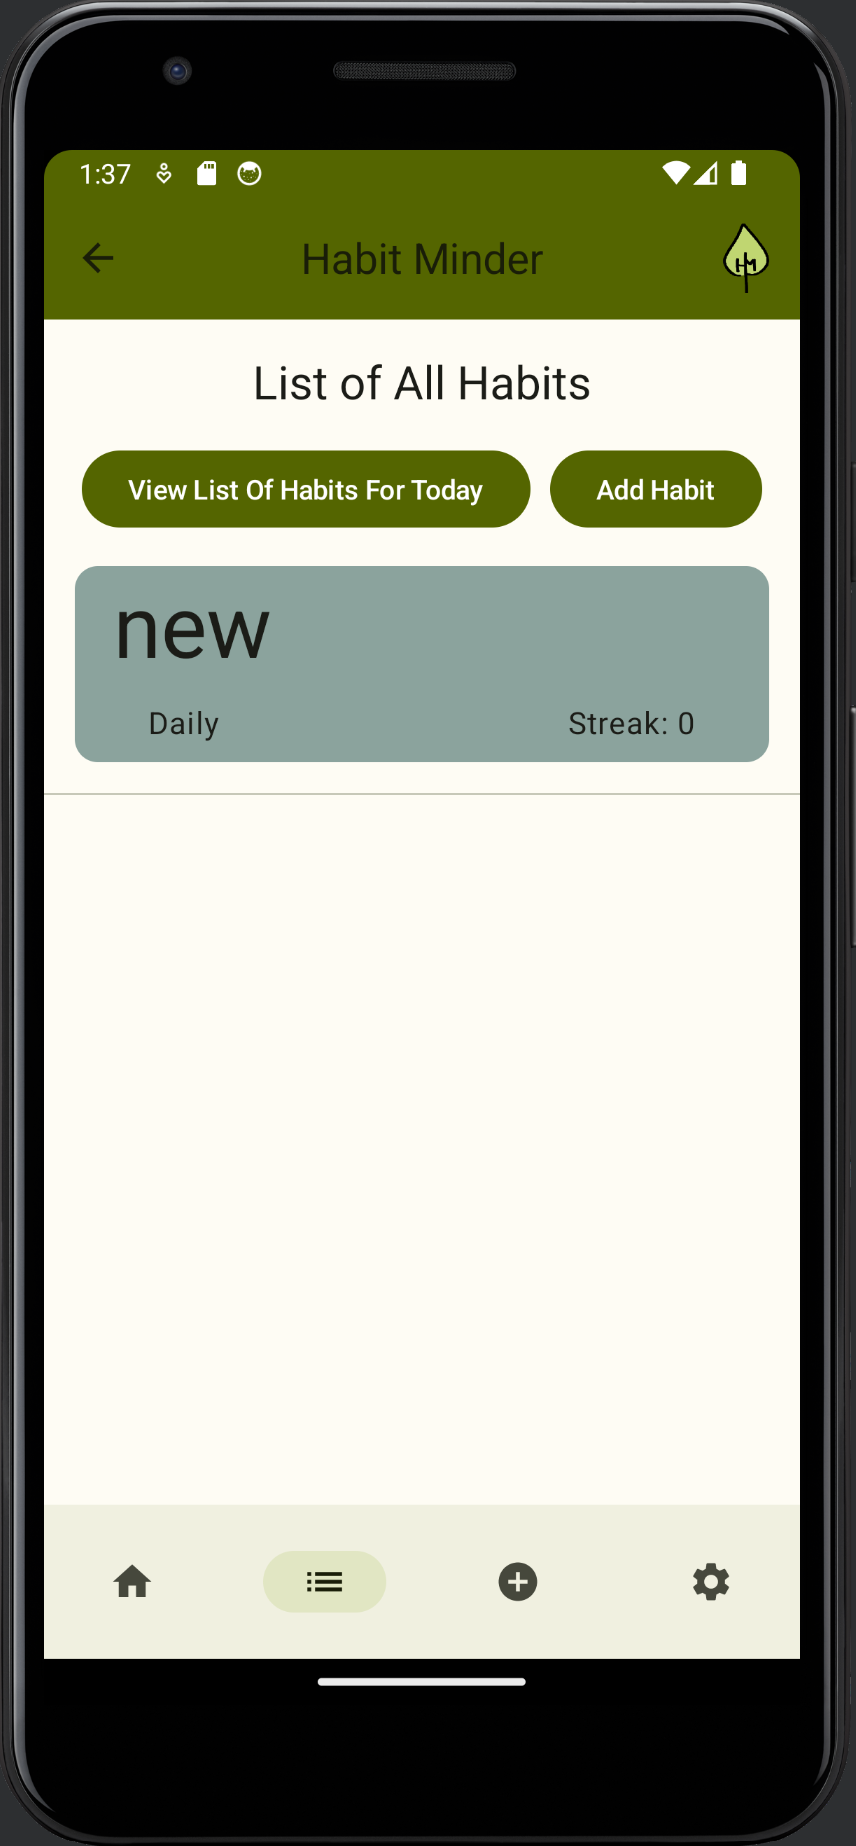 1:37
Habit Minder
HM
List of All Habits
View List Of Habits For Today
Add Habit
new
Daily
Streak: 0